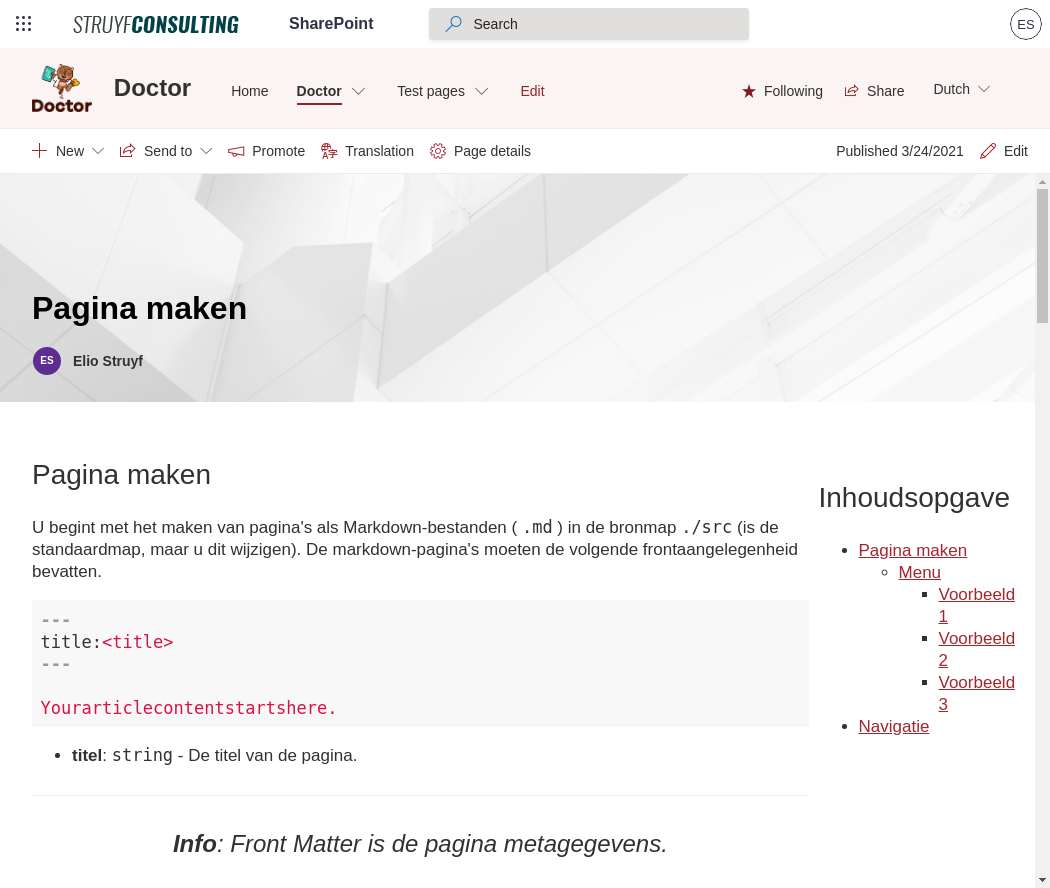 STRUYFCONSULTING SharePoint Search ES
Doctor Doctor Home Doctor Test pages Edit Following Share Dutch
New Send to Promote Translation Page details Published 3/24/2021 Edit
Pagina maken
ES Elio Struyf
Pagina maken
U begint met het maken van pagina's als Markdown-bestanden ( .md ) in de bronmap ./src (is de
standaardmap, maar u dit wijzigen). De markdown-pagina's moeten de volgende frontaangelegenheid
bevatten.
---
title:<title>
---
Yourarticlecontentstartshere.
• titel: string - De titel van de pagina.
Info: Front Matter is de pagina metagegevens.
Inhoudsopgave
• Pagina maken
◦ Menu
▪ Voorbeeld
1
▪ Voorbeeld
2
▪ Voorbeeld
3
• Navigatie